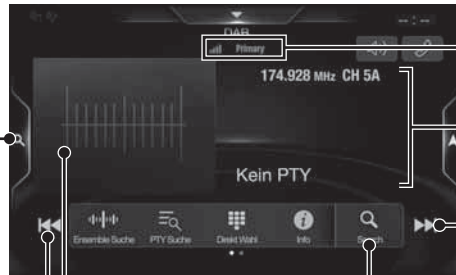 -- : --
DAB
Primary
174.928 MHz CH 5A
Kein PTY
Ensemble Suche PTY Suche Direkt Wahl Info Search